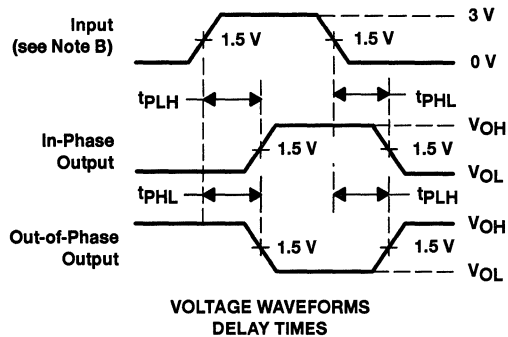 Input
(see Note B)
1.5 V
1.5 V
3 V
0 V
tPLH
tPHL
In-Phase
Output
1.5 V
1.5 V
VOH
VOL
tPHL
tPLH
Out-of-Phase
Output
1.5 V
1.5 V
VOH
VOL
VOLTAGE WAVEFORMS
DELAY TIMES